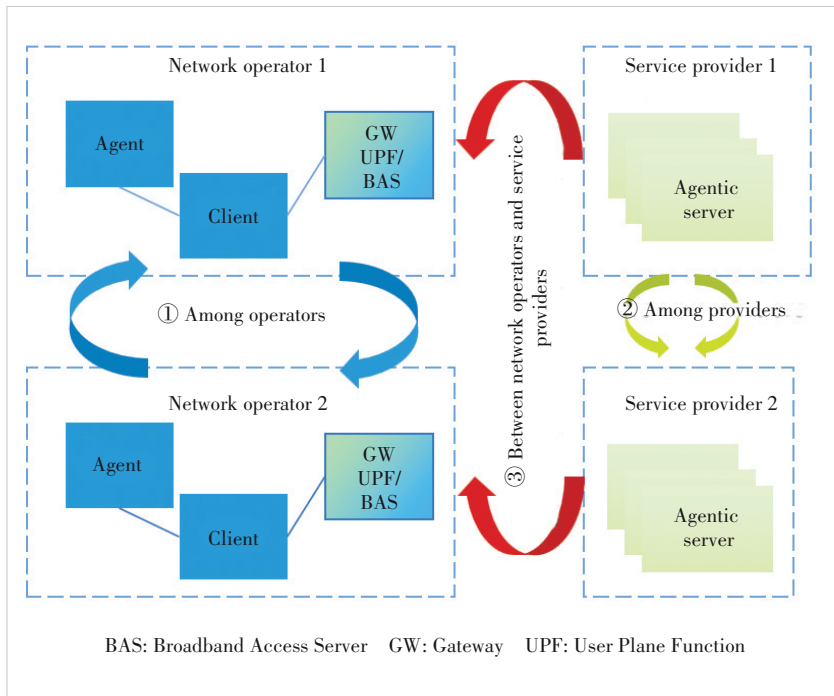 Network operator 1
Agent
Client
GW
UPF/
BAS
Service provider 1
Agentic
server
① Among operators
② Among providers
③ Between network operators and service
providers
Network operator 2
Agent
Client
GW
UPF/
BAS
Service provider 2
Agentic
server
BAS: Broadband Access Server GW: Gateway UPF: User Plane Function